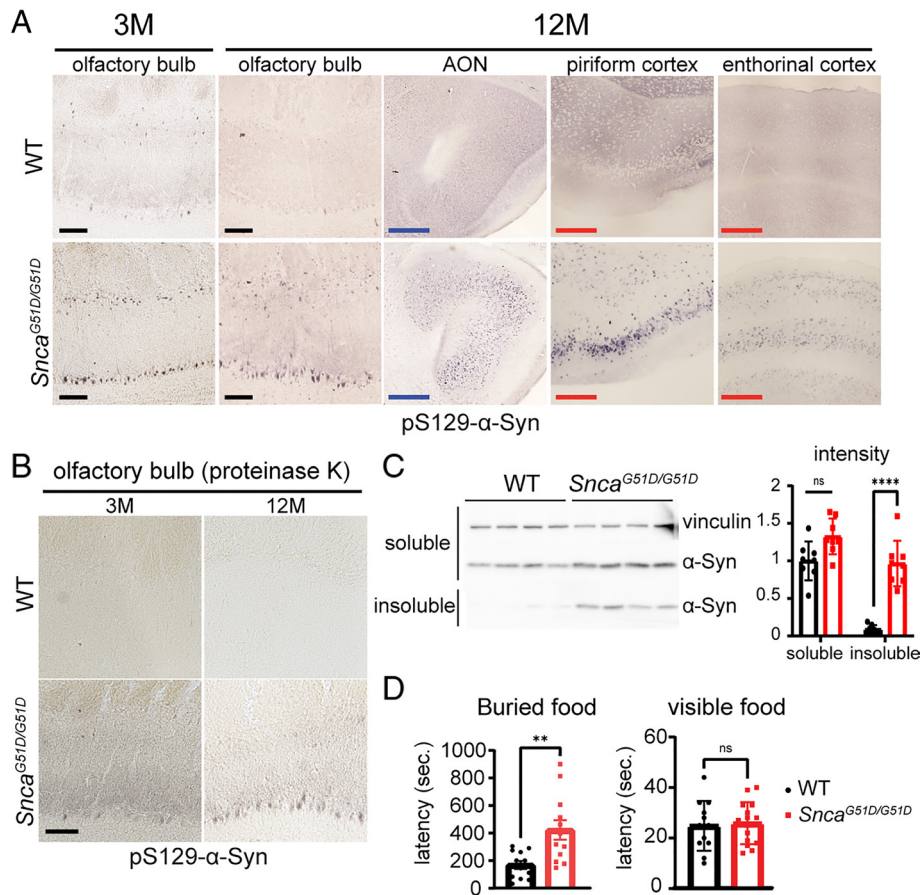 A
3M
12M
olfactory bulb
olfactory bulb
AON
piriform cortex
enthorinal cortex
WT
Snca^G51D/G51D
pS129-α-Syn
B
olfactory bulb (proteinase K)
3M
12M
WT
Snca^G51D/G51D
pS129-α-Syn
C
WT
Snca^G51D/G51D
soluble
vinculin
α-Syn
insoluble
α-Syn
intensity
ns
****
2
1.5
1
0.5
0
soluble
insoluble
D
Buried food
latency (sec.)
1000
800
600
400
200
0
**
visible food
latency (sec.)
60
40
20
0
ns
WT
Snca^G51D/G51D